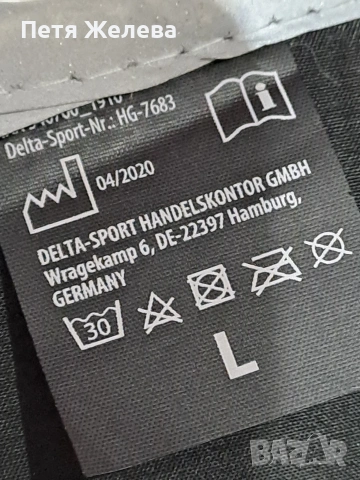 Петя Желева
Delta-Sport-Nr.: HG-7683
04/2020
DELTA-SPORT HANDELSKONTOR GMBH
Wragekamp 6, DE-22397 Hamburg,
GERMANY
30
L
BAZAR